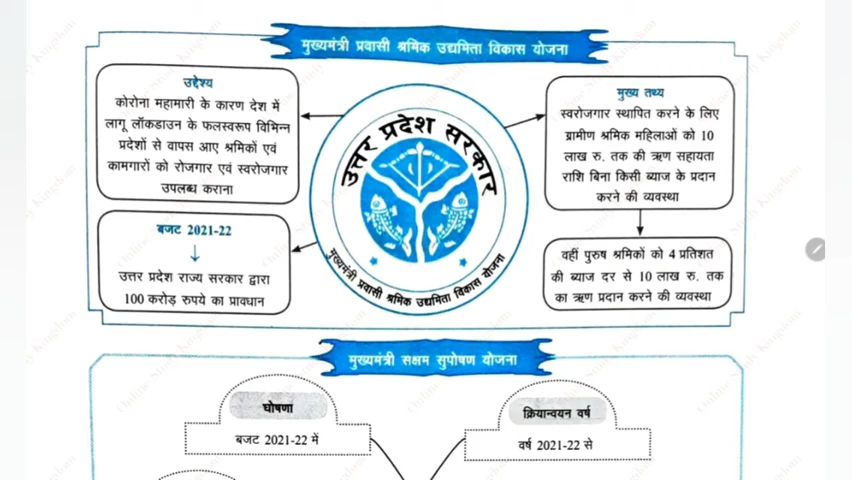 मुख्यमंत्री प्रवासी श्रमिक उद्यमिता विकास योजना
उद्देश्य
कोरोना महामारी के कारण देश में
लागू लॉकडाउन के फलस्वरूप विभिन्न
प्रदेशों से वापस आए श्रमिकों एवं
कामगारों को रोजगार एवं स्वरोजगार
उपलब्ध कराना
बजट 2021-22
उत्तर प्रदेश राज्य सरकार द्वारा
100 करोड़ रुपये का प्रावधान
उत्तर प्रदेश सरकार
मुख्यमंत्री प्रवासी श्रमिक उद्यमिता विकास योजना
मुख्य तथ्य
स्वरोजगार स्थापित करने के लिए
ग्रामीण श्रमिक महिलाओं को 10
लाख रु. तक की ऋण सहायता
राशि बिना किसी ब्याज के प्रदान
करने की व्यवस्था
वहीं पुरुष श्रमिकों को 4 प्रतिशत
की ब्याज दर से 10 लाख रु. तक
का ऋण प्रदान करने की व्यवस्था
मुख्यमंत्री सक्षम सुपोषण योजना
घोषणा
बजट 2021-22 में
क्रियान्वयन वर्ष
वर्ष 2021-22 से
Online Study Kingdom